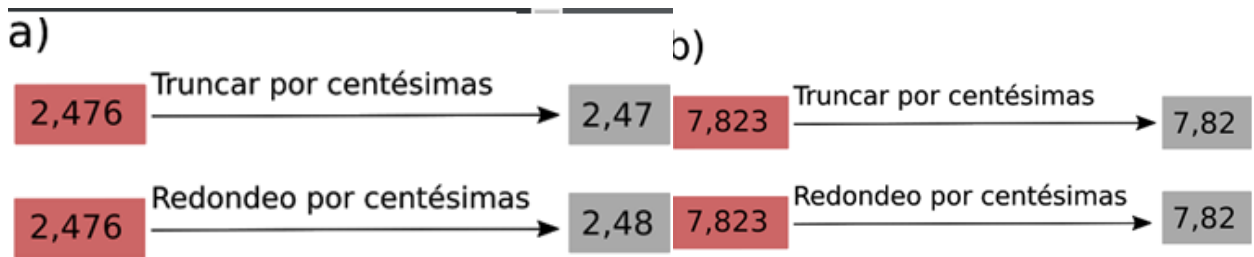 a)
2,476 Truncar por centésimas 2,47
2,476 Redondeo por centésimas 2,48
b)
7,823 Truncar por centésimas 7,82
7,823 Redondeo por centésimas 7,82